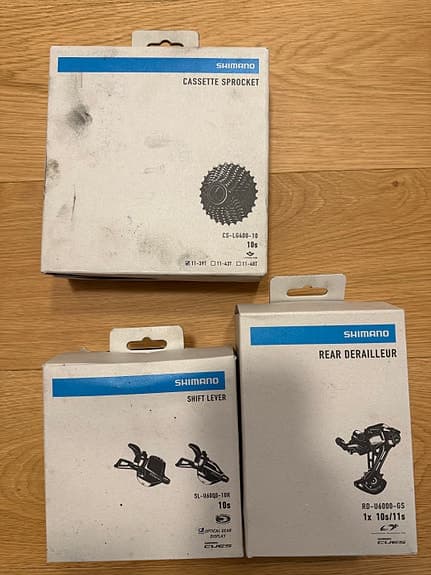 SHIMANO
CASSETTE SPROCKET
CS-LG400-10
10s
11-39T 11-43T 11-48T
SHIMANO
SHIFT LEVER
SL-U6000-10R
10s
OPTICAL GEAR
DISPLAY
CUES
SHIMANO
REAR DERAILLEUR
RD-U6000-GS
1x 10s/11s
CUES